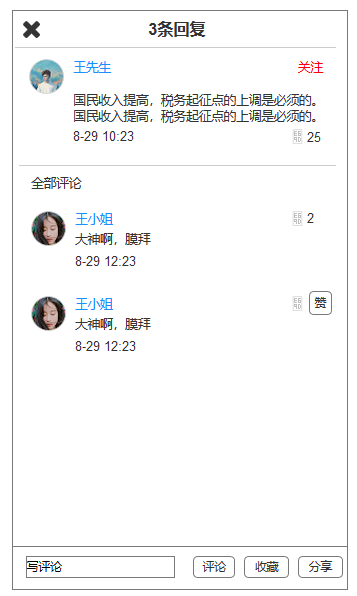 3条回复
王先生
关注
国民收入提高，税务起征点的上调是必须的。
国民收入提高，税务起征点的上调是必须的。
8-29 10:23
25
全部评论
王小姐
2
大神啊，膜拜
8-29 12:23
王小姐
赞
大神啊，膜拜
8-29 12:23
写评论
评论
收藏
分享